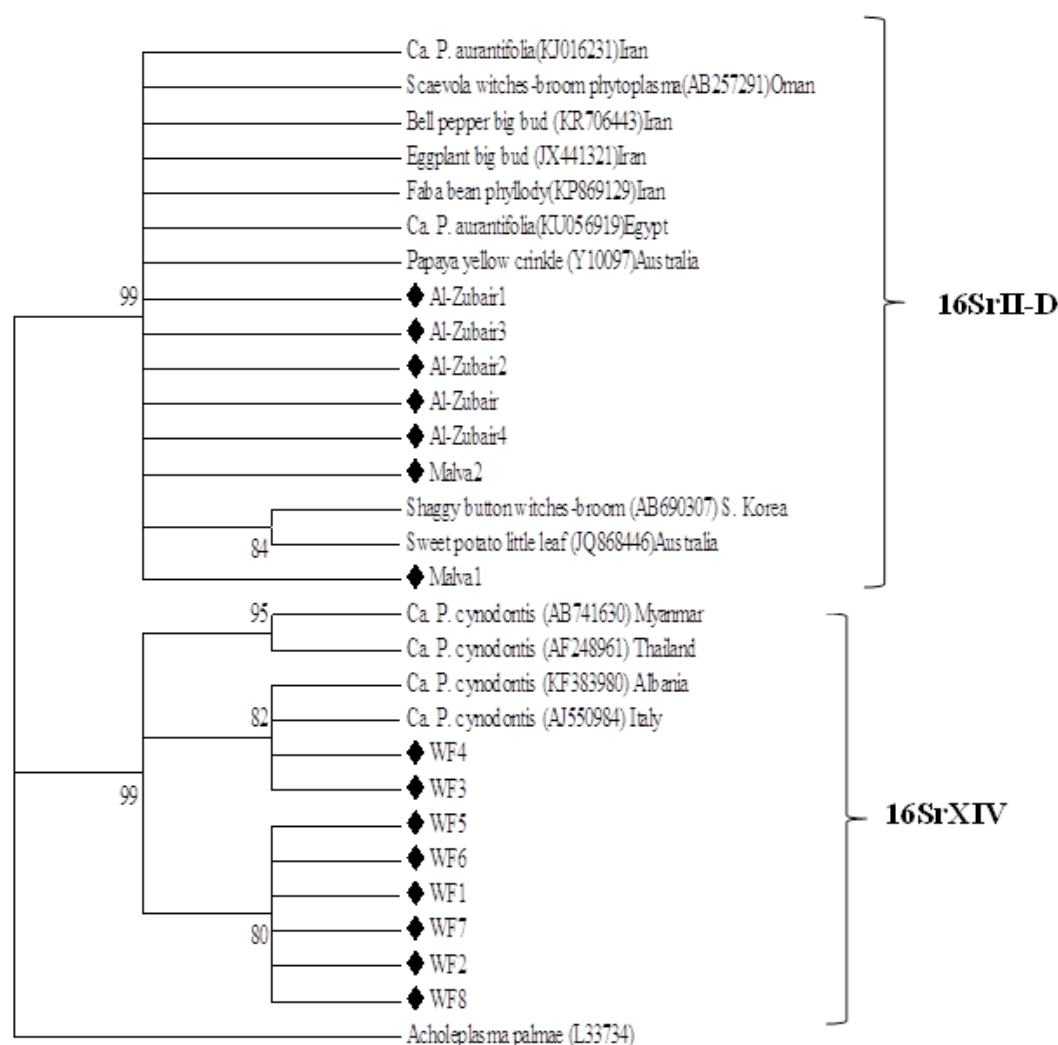 Ca. P. aurantifolia(KJ016231)Iran
Scaevola witches-broom phytoplasma(AB257291)Oman
Bell pepper big bud (KR706443)Iran
Eggplant big bud (JX441321)Iran
Faba bean phyllody(KP869129)Iran
Ca. P. aurantifolia(KU056919)Egypt
Papaya yellow crinkle (Y10097)Australia
99
Al-Zubair1
16SrII-D
Al-Zubair3
Al-Zubair2
Al-Zubair
Al-Zubair4
Malva2
Shaggy button witches-broom (AB690307) S. Korea
84
Sweet potato little leaf (JQ868446)Australia
Malva1
95
Ca. P. cynodontis (AB741630) Myanmar
Ca. P. cynodontis (AF248961) Thailand
Ca. P. cynodontis (KF383980) Albania
82
Ca. P. cynodontis (AJ550984) Italy
WF4
99
WF3
16SrXIV
WF5
WF6
WF1
WF7
80
WF2
WF8
Acholeplasma palmae (L33734)